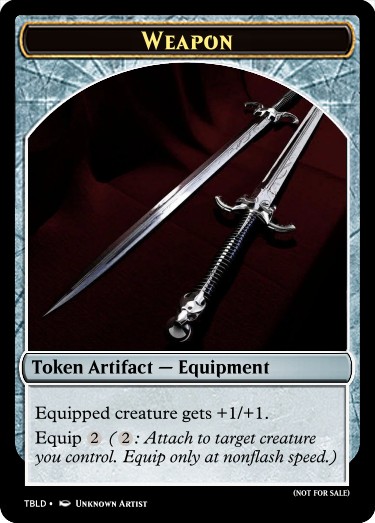 WEAPON
Token Artifact — Equipment
Equipped creature gets +1/+1.
Equip 2 ( 2 : Attach to target creature
you control. Equip only at nonflash speed.)
(NOT FOR SALE)
TBLD • UNKNOWN ARTIST